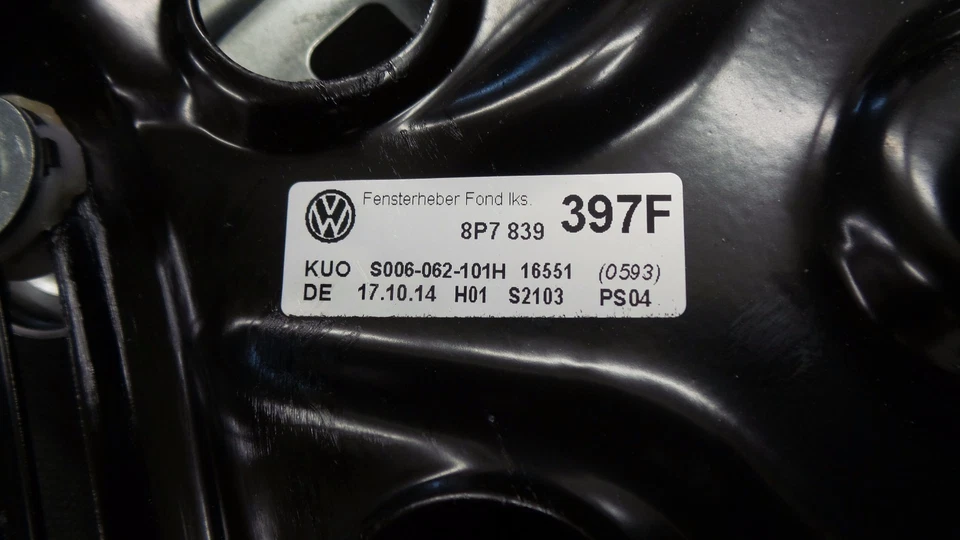 Fensterheber Fond lks.
8P7 839 397F
KUO S006-062-101H 16551 (0593)
DE 17.10.14 H01 S2103 PS04